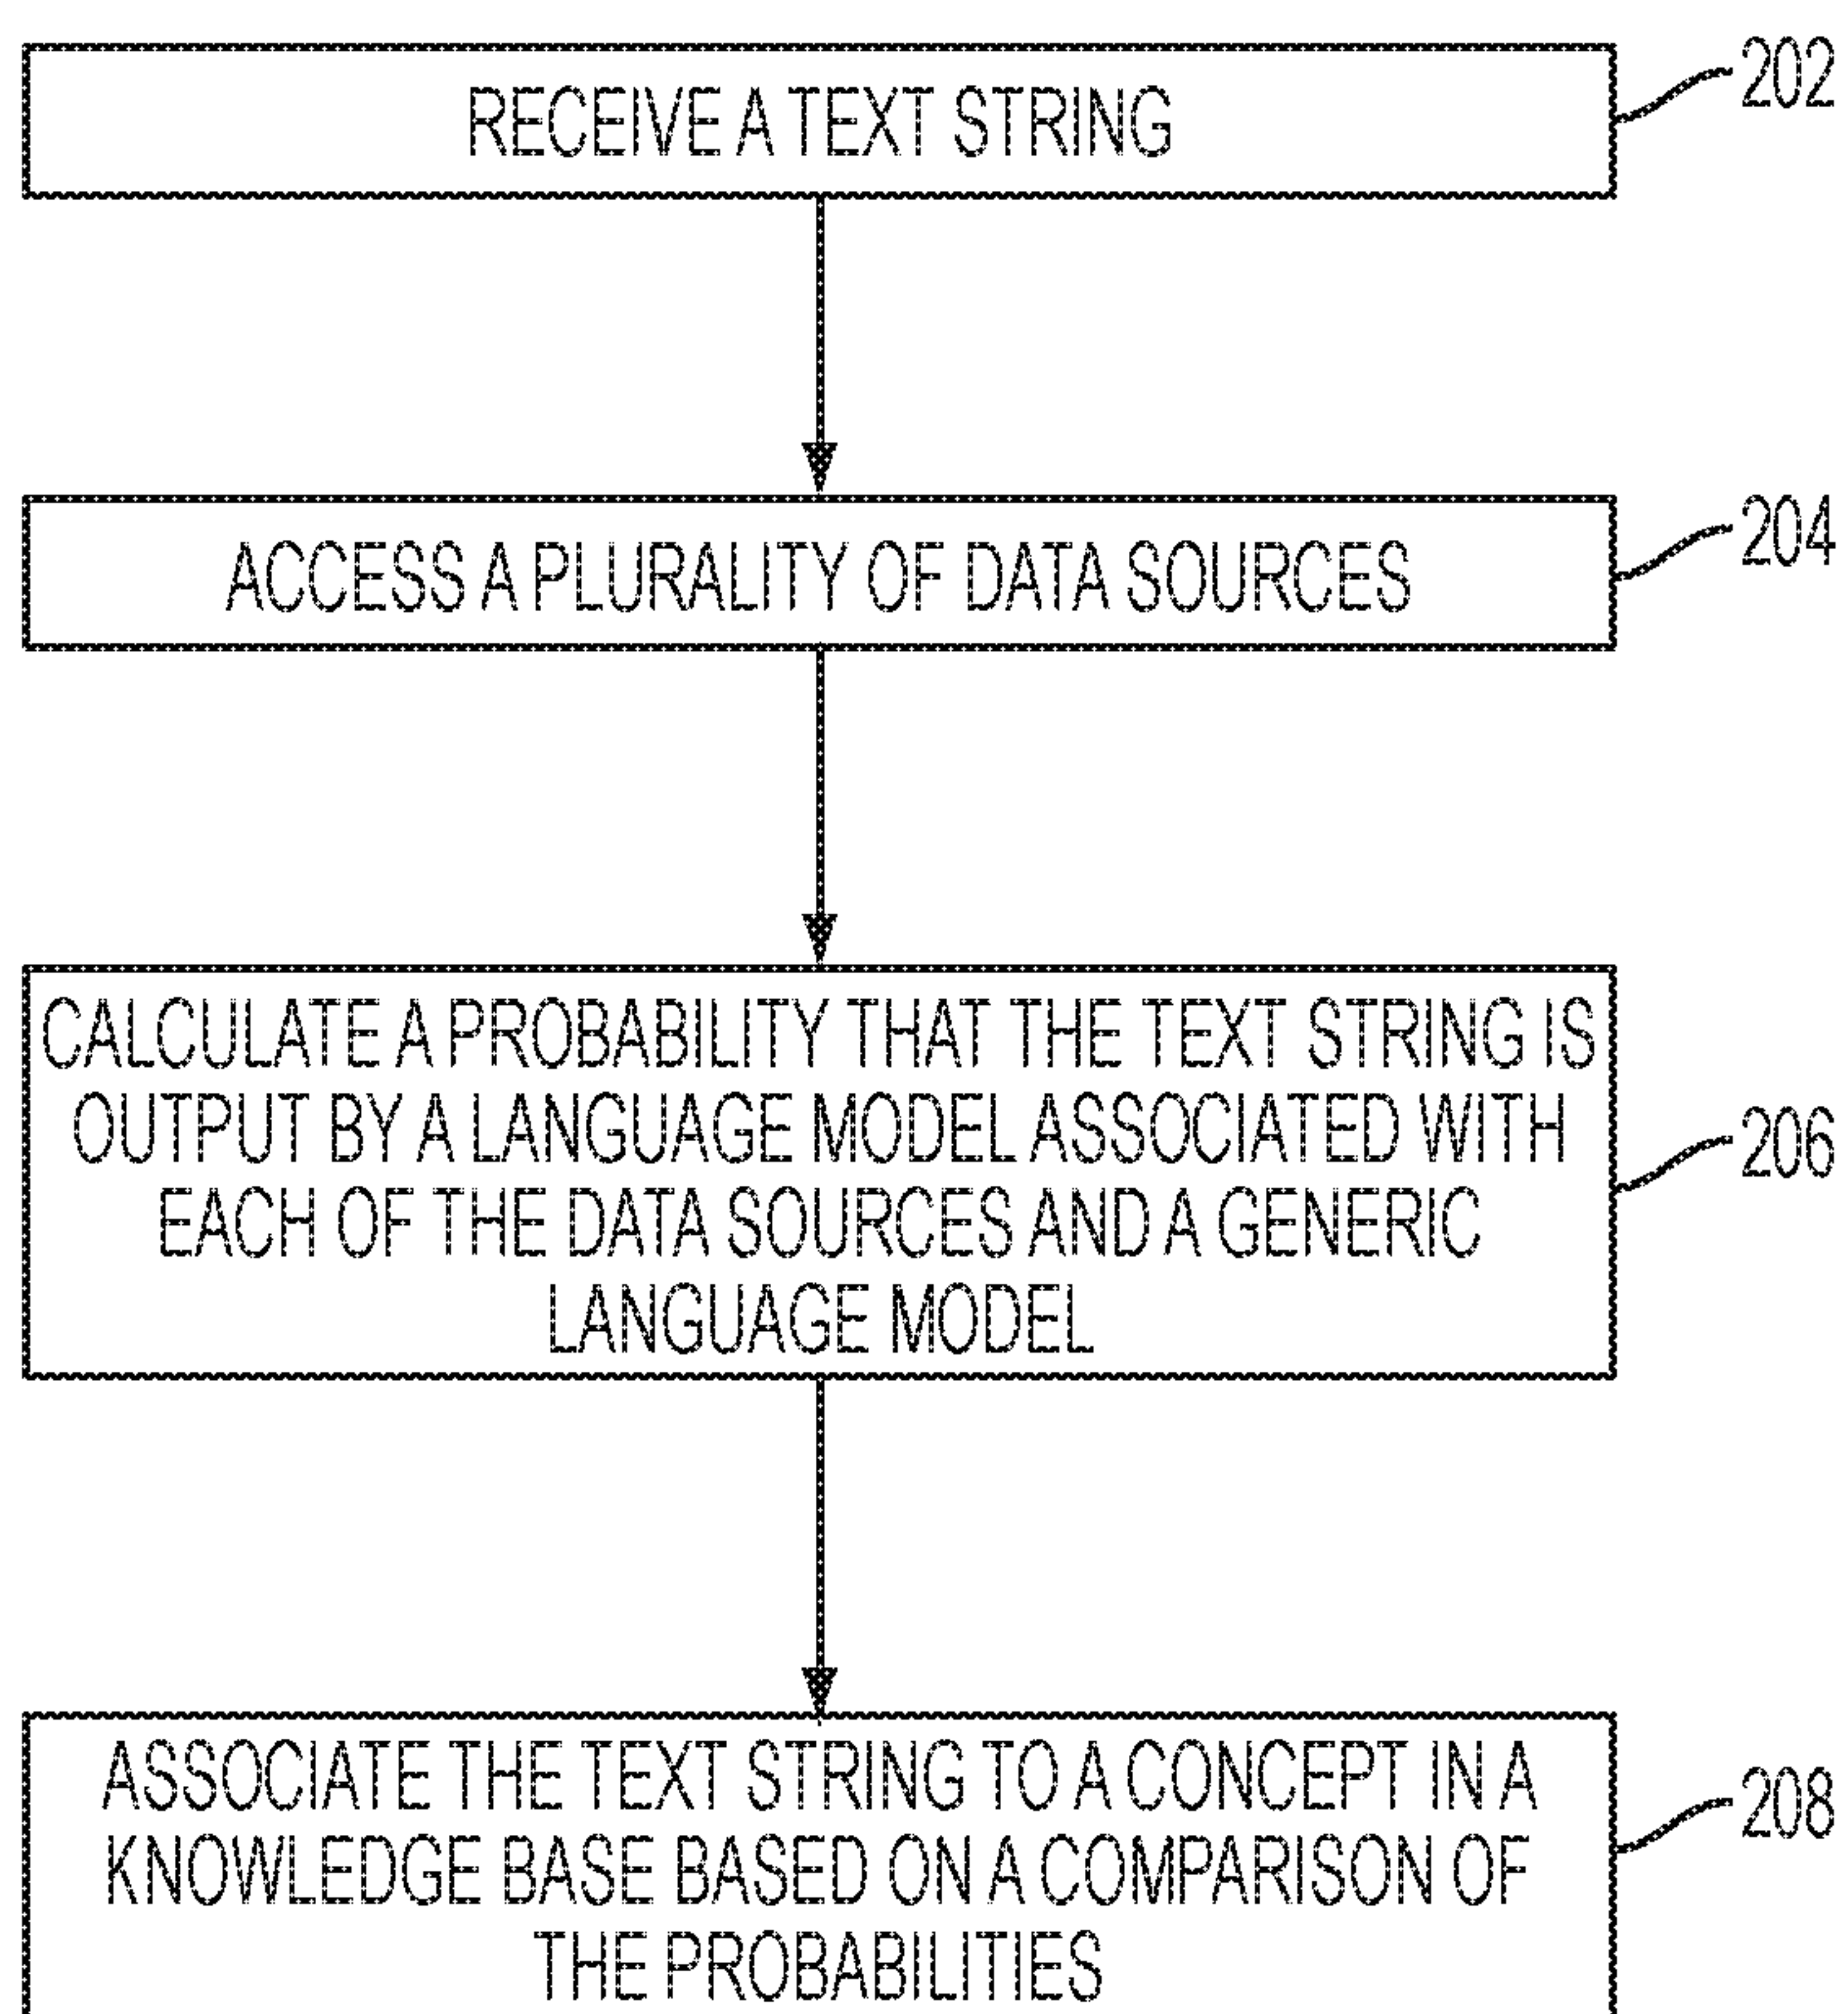 RECEIVE A TEXT STRING
202
ACCESS A PLURALITY OF DATA SOURCES
204
CALCULATE A PROBABILITY THAT THE TEXT STRING IS
OUTPUT BY A LANGUAGE MODEL ASSOCIATED WITH
EACH OF THE DATA SOURCES AND A GENERIC
LANGUAGE MODEL
206
ASSOCIATE THE TEXT STRING TO A CONCEPT IN A
KNOWLEDGE BASE BASED ON A COMPARISON OF
THE PROBABILITIES
208